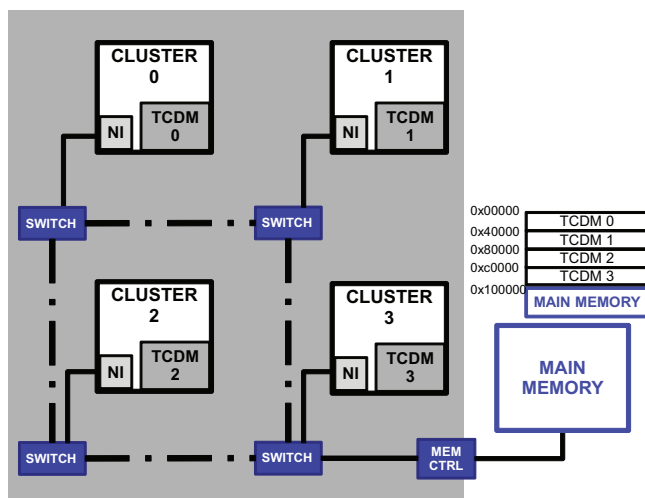 CLUSTER
0
NI
TCDM
0
CLUSTER
1
NI
TCDM
1
SWITCH
SWITCH
CLUSTER
2
NI
TCDM
2
CLUSTER
3
NI
TCDM
3
SWITCH
SWITCH
MEM
CTRL
0x00000
TCDM 0
0x40000
TCDM 1
0x80000
TCDM 2
0xc0000
TCDM 3
0x100000
MAIN MEMORY
MAIN
MEMORY